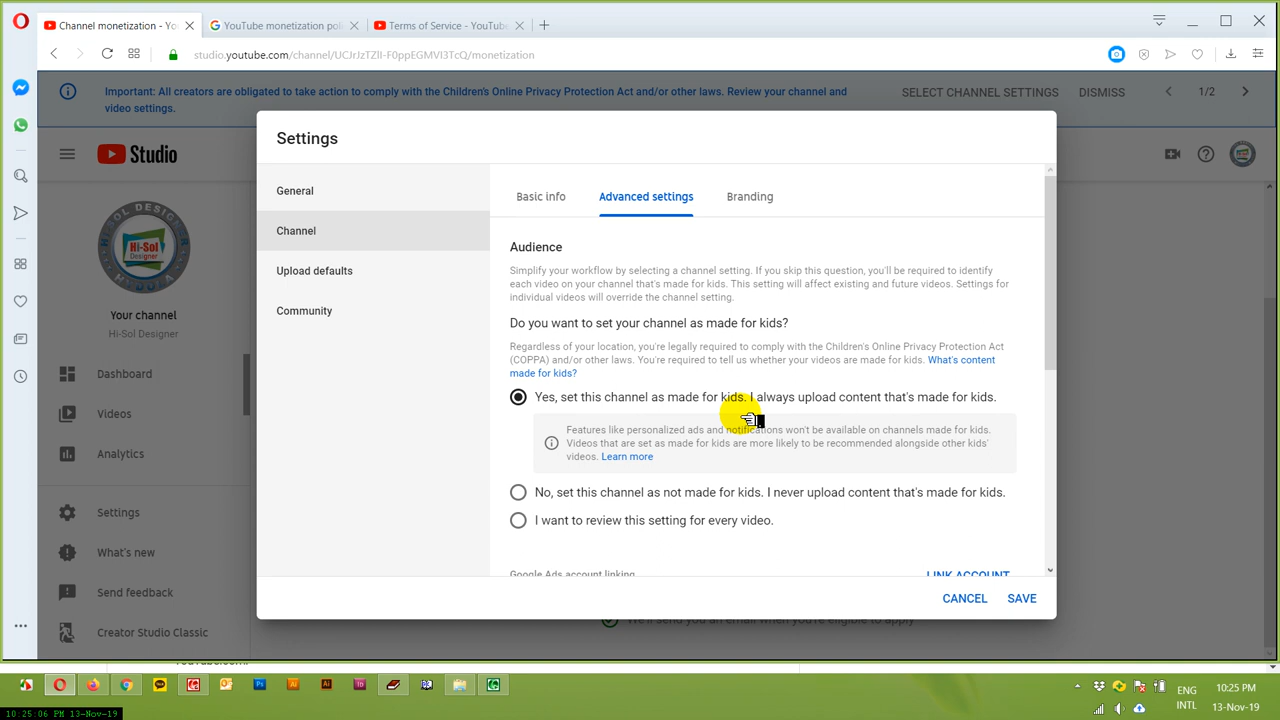 Channel monetization - Yo
YouTube monetization pol
Terms of Service - YouTube
studio.youtube.com/channel/UCJrJzTZlI-F0ppEGMVI3TcQ/monetization
Important: All creators are obligated to take action to comply with the Children's Online Privacy Protection Act and/or other laws. Review your channel and
video settings.
SELECT CHANNEL SETTINGS
DISMISS
1/2
Studio
HI-SOL DESIGNER
Hi-Sol
Designer
Your channel
Hi-Sol Designer
Dashboard
Videos
Analytics
Settings
What's new
Send feedback
Creator Studio Classic
Settings
General
Channel
Upload defaults
Community
Basic info
Advanced settings
Branding
Audience
Simplify your workflow by selecting a channel setting. If you skip this question, you'll be required to identify
each video on your channel that's made for kids. This setting will affect existing and future videos. Settings for
individual videos will override the channel setting.
Do you want to set your channel as made for kids?
Regardless of your location, you're legally required to comply with the Children's Online Privacy Protection Act
(COPPA) and/or other laws. You're required to tell us whether your videos are made for kids. What's content
made for kids?
Yes, set this channel as made for kids. I always upload content that's made for kids.
Features like personalized ads and notifications won't be available on channels made for kids.
Videos that are set as made for kids are more likely to be recommended alongside other kids'
videos. Learn more
No, set this channel as not made for kids. I never upload content that's made for kids.
I want to review this setting for every video.
Google Ads account linking
LINK ACCOUNT
CANCEL
SAVE
We'll send you an email when you're eligible to apply
ENG
INTL
10:25 PM
13-Nov-19
10:25:06 PM 13-Nov-19